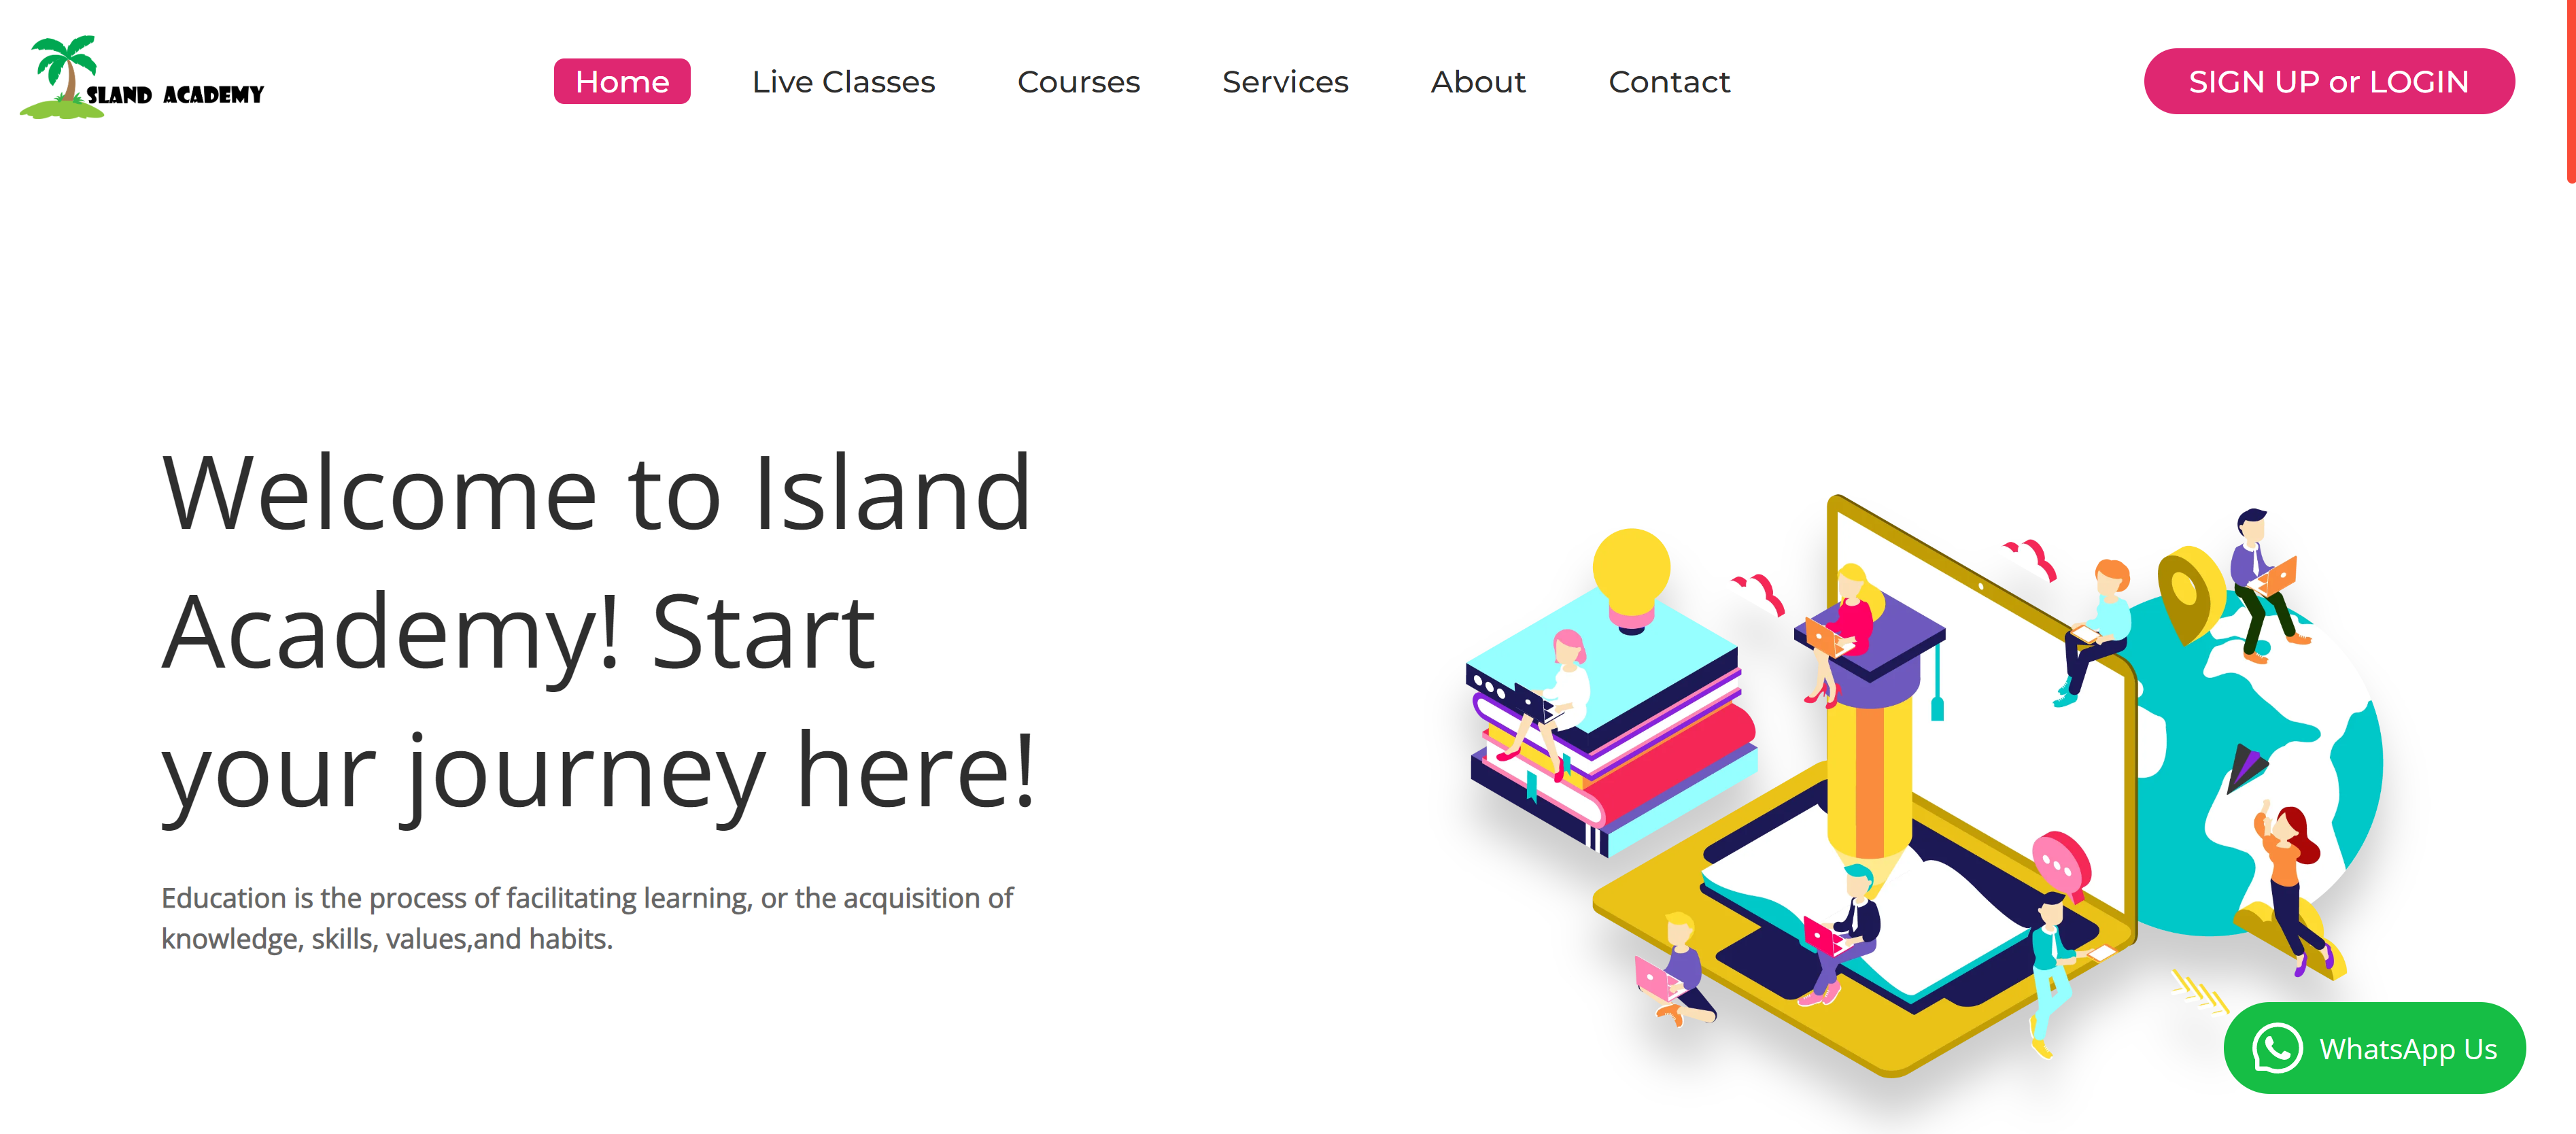 SLAND ACADEMY
Home
Live Classes
Courses
Services
About
Contact
SIGN UP or LOGIN
Welcome to Island
Academy! Start
your journey here!
Education is the process of facilitating learning, or the acquisition of
knowledge, skills, values,and habits.
WhatsApp Us